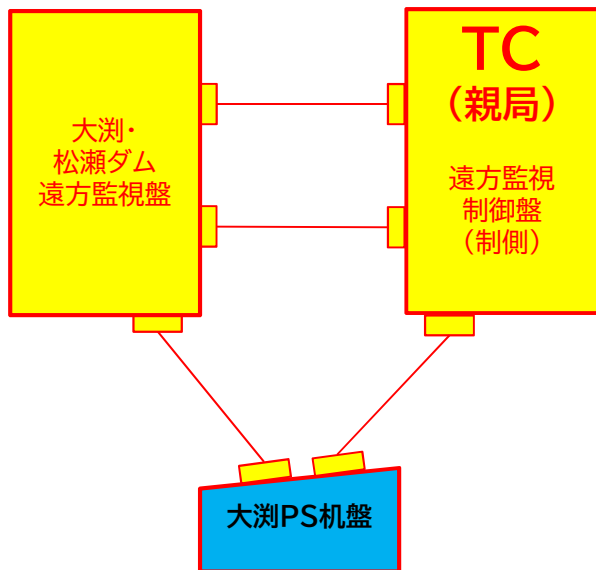 大渕・
松瀬ダム
遠方監視盤
TC
（親局）
遠方監視
制御盤
（制側）
大渕PS机盤